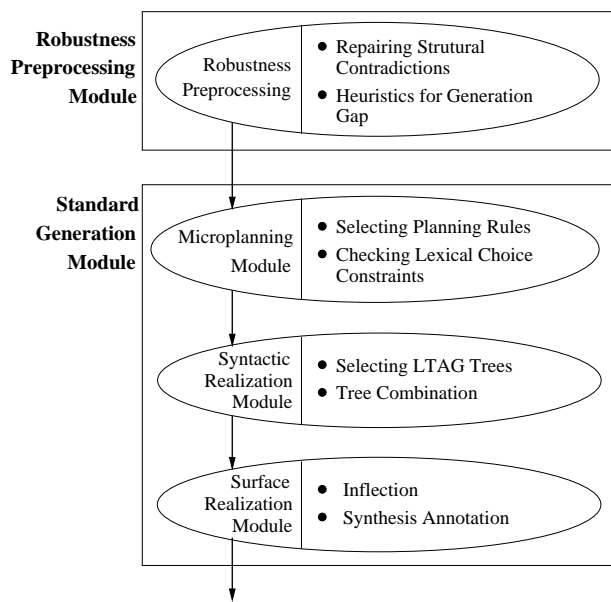 Robustness
Preprocessing
Module
Robustness
Preprocessing
● Repairing Strutural
Contradictions
● Heuristics for Generation
Gap
Standard
Generation
Module
Microplanning
Module
● Selecting Planning Rules
● Checking Lexical Choice
Constraints
Syntactic
Realization
Module
● Selecting LTAG Trees
● Tree Combination
Surface
Realization
Module
● Inflection
● Synthesis Annotation